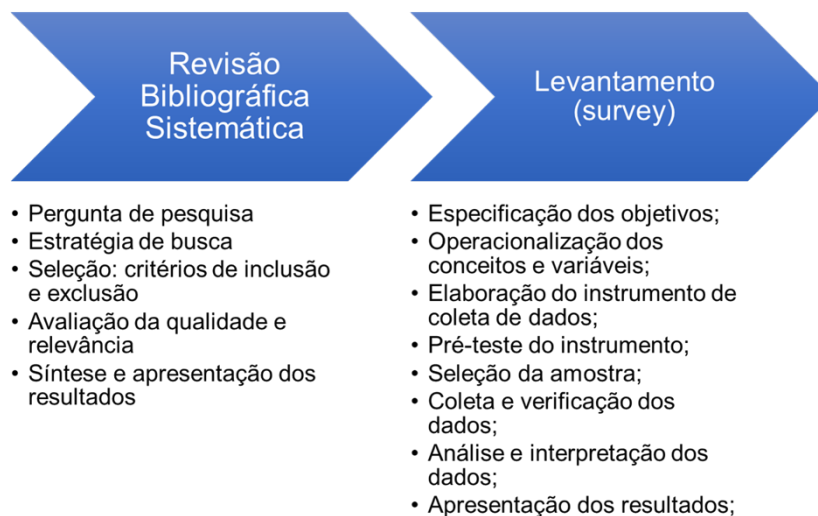 Revisão
Bibliográfica
Sistemática
• Pergunta de pesquisa
• Estratégia de busca
• Seleção: critérios de inclusão
e exclusão
• Avaliação da qualidade e
relevância
• Síntese e apresentação dos
resultados
Levantamento
(survey)
• Especificação dos objetivos;
• Operacionalização dos
conceitos e variáveis;
• Elaboração do instrumento de
coleta de dados;
• Pré-teste do instrumento;
• Seleção da amostra;
• Coleta e verificação dos
dados;
• Análise e interpretação dos
dados;
• Apresentação dos resultados;